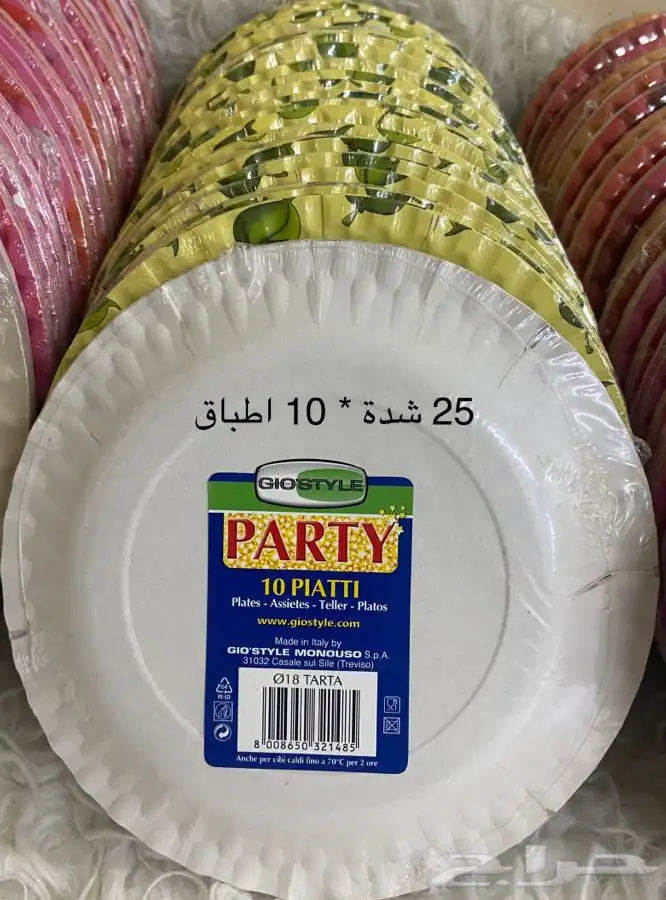 25 شدة * 10 اطباق
GIO'STYLE
PARTY
10 PIATTI
Plates - Assietes - Teller - Platos
www.giostyle.com
Made in Italy by
GIO'STYLE MONOUSO S.p.A.
31032 Casale sul Sile (Treviso)
Ø18 TARTA
8 008650 321485
Anche per cibi caldi fino a 70°C per 2 ore
حراج